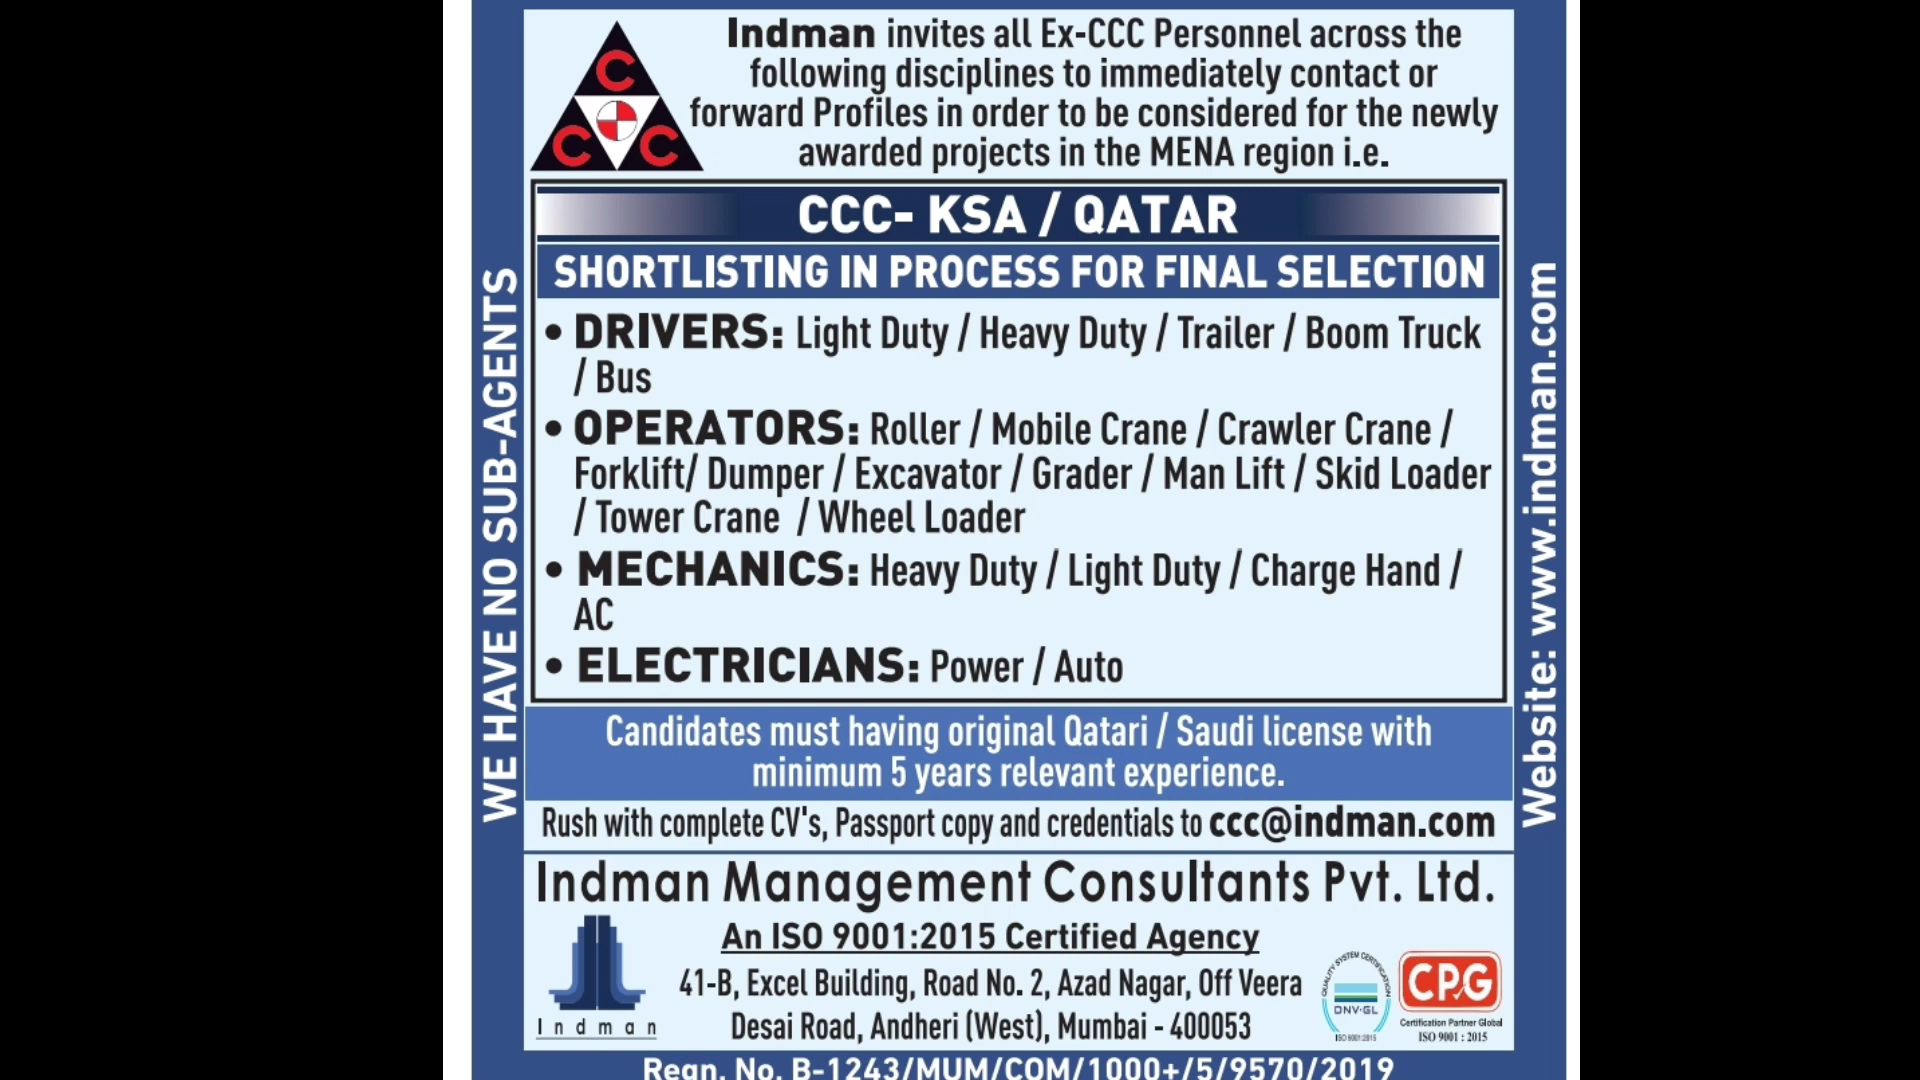 Indman invites all Ex-CCC Personnel across the
following disciplines to immediately contact or
forward Profiles in order to be considered for the newly
awarded projects in the MENA region i.e.
C
C C
CCC- KSA / QATAR
SHORTLISTING IN PROCESS FOR FINAL SELECTION
• DRIVERS: Light Duty / Heavy Duty / Trailer / Boom Truck
/ Bus
• OPERATORS: Roller / Mobile Crane / Crawler Crane /
Forklift/ Dumper / Excavator / Grader / Man Lift / Skid Loader
/ Tower Crane / Wheel Loader
• MECHANICS: Heavy Duty / Light Duty / Charge Hand /
AC
• ELECTRICIANS: Power / Auto
WE HAVE NO SUB-AGENTS
Website: www.indman.com
Candidates must having original Qatari / Saudi license with
minimum 5 years relevant experience.
Rush with complete CV's, Passport copy and credentials to ccc@indman.com
Indman Management Consultants Pvt. Ltd.
An ISO 9001:2015 Certified Agency
41-B, Excel Building, Road No. 2, Azad Nagar, Off Veera
Desai Road, Andheri (West), Mumbai - 400053
Indman
QUALITY SYSTEM CERTIFICATION
DNV·GL
ISO 9001:2015
CPG
Certification Partner Global
ISO 9001 : 2015
Regn. No. B-1243/MUM/COM/1000+/5/9570/2019